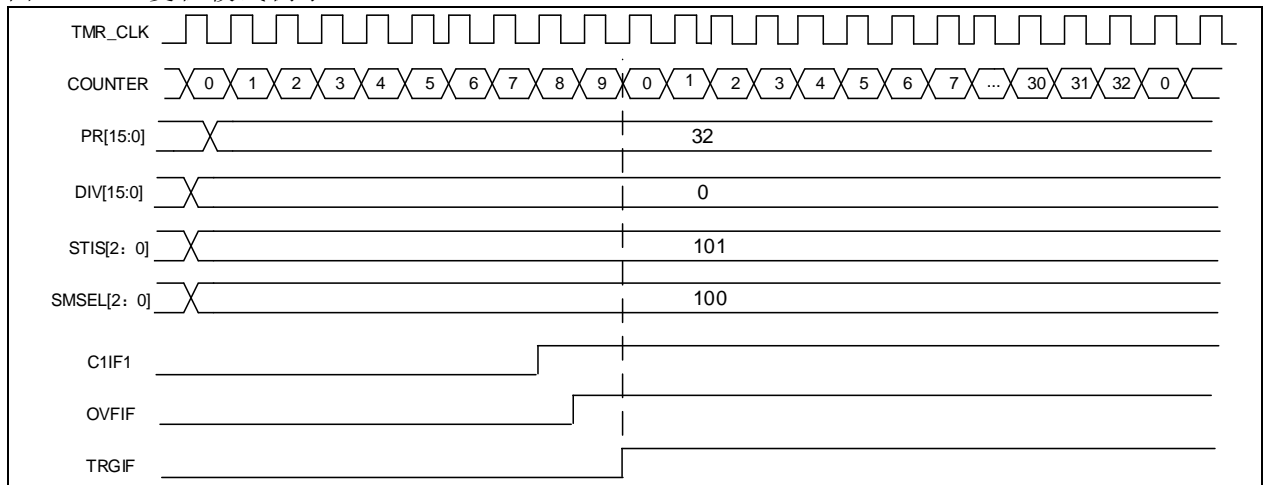 TMR_CLK
COUNTER 0 1 2 3 4 5 6 7 8 9 0 1 2 3 4 5 6 7 ... 30 31 32 0
PR[15:0] 32
DIV[15:0] 0
STIS[2：0] 101
SMSEL[2：0] 100
C1IF1
OVFIF
TRGIF